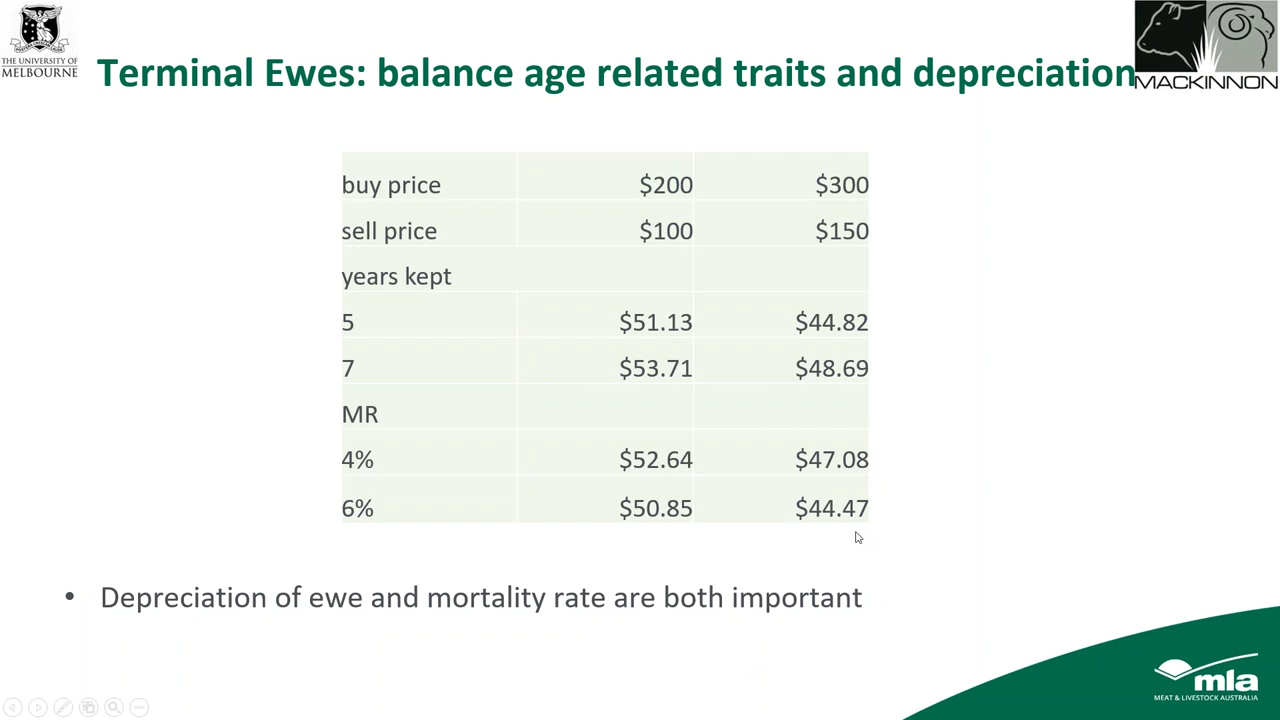 THE UNIVERSITY OF
MELBOURNE
MACKINNON
Terminal Ewes: balance age related traits and depreciation
buy price $200 $300
sell price $100 $150
years kept
5 $51.13 $44.82
7 $53.71 $48.69
MR
4% $52.64 $47.08
6% $50.85 $44.47
• Depreciation of ewe and mortality rate are both important
mla
MEAT & LIVESTOCK AUSTRALIA